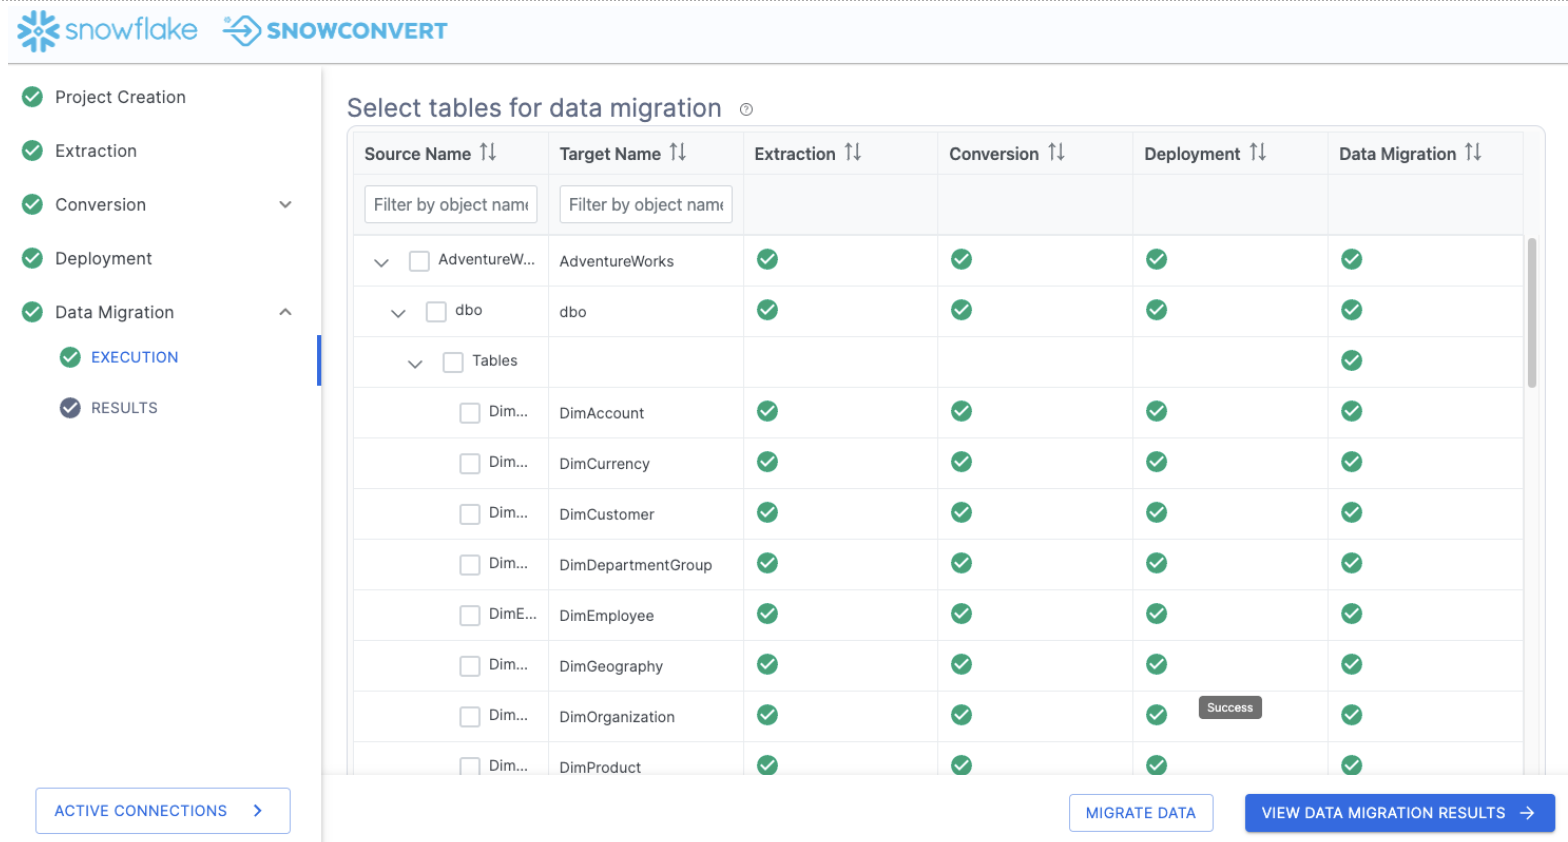 snowflake SNOWCONVERT
Project Creation
Extraction
Conversion
Deployment
Data Migration
EXECUTION
RESULTS
ACTIVE CONNECTIONS
Select tables for data migration ?
Source Name Target Name Extraction Conversion Deployment Data Migration
Filter by object name Filter by object name
AdventureW... AdventureWorks
dbo dbo
Tables
Dim... DimAccount
Dim... DimCurrency
Dim... DimCustomer
Dim... DimDepartmentGroup
DimE... DimEmployee
Dim... DimGeography
Dim... DimOrganization Success
Dim... DimProduct
MIGRATE DATA VIEW DATA MIGRATION RESULTS